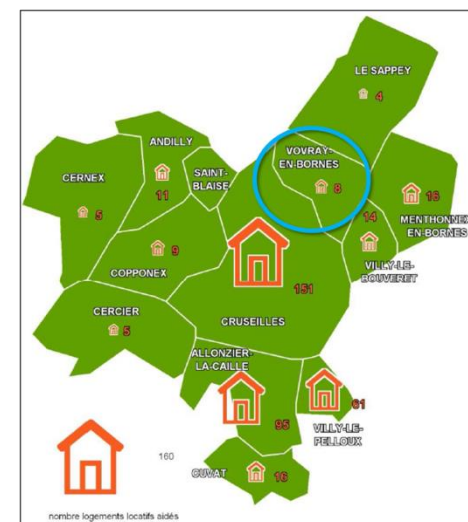 LE SAPPEY
4
ANDILLY
11
SAINT-
BLAISE
VOVRAY-
EN-BORNES
8
CERNEX
5
16
MENTHONNEX
EN-BORNES
14
VILLY-LE-
BOUVERET
9
COPPONEX
151
CRUSEILLES
CERCIER
5
ALLONZIER-
LA-CAILLE
95
61
VILLY-LE-
PELLOUX
CUVAT
16
160
nombre logements locatifs aidés